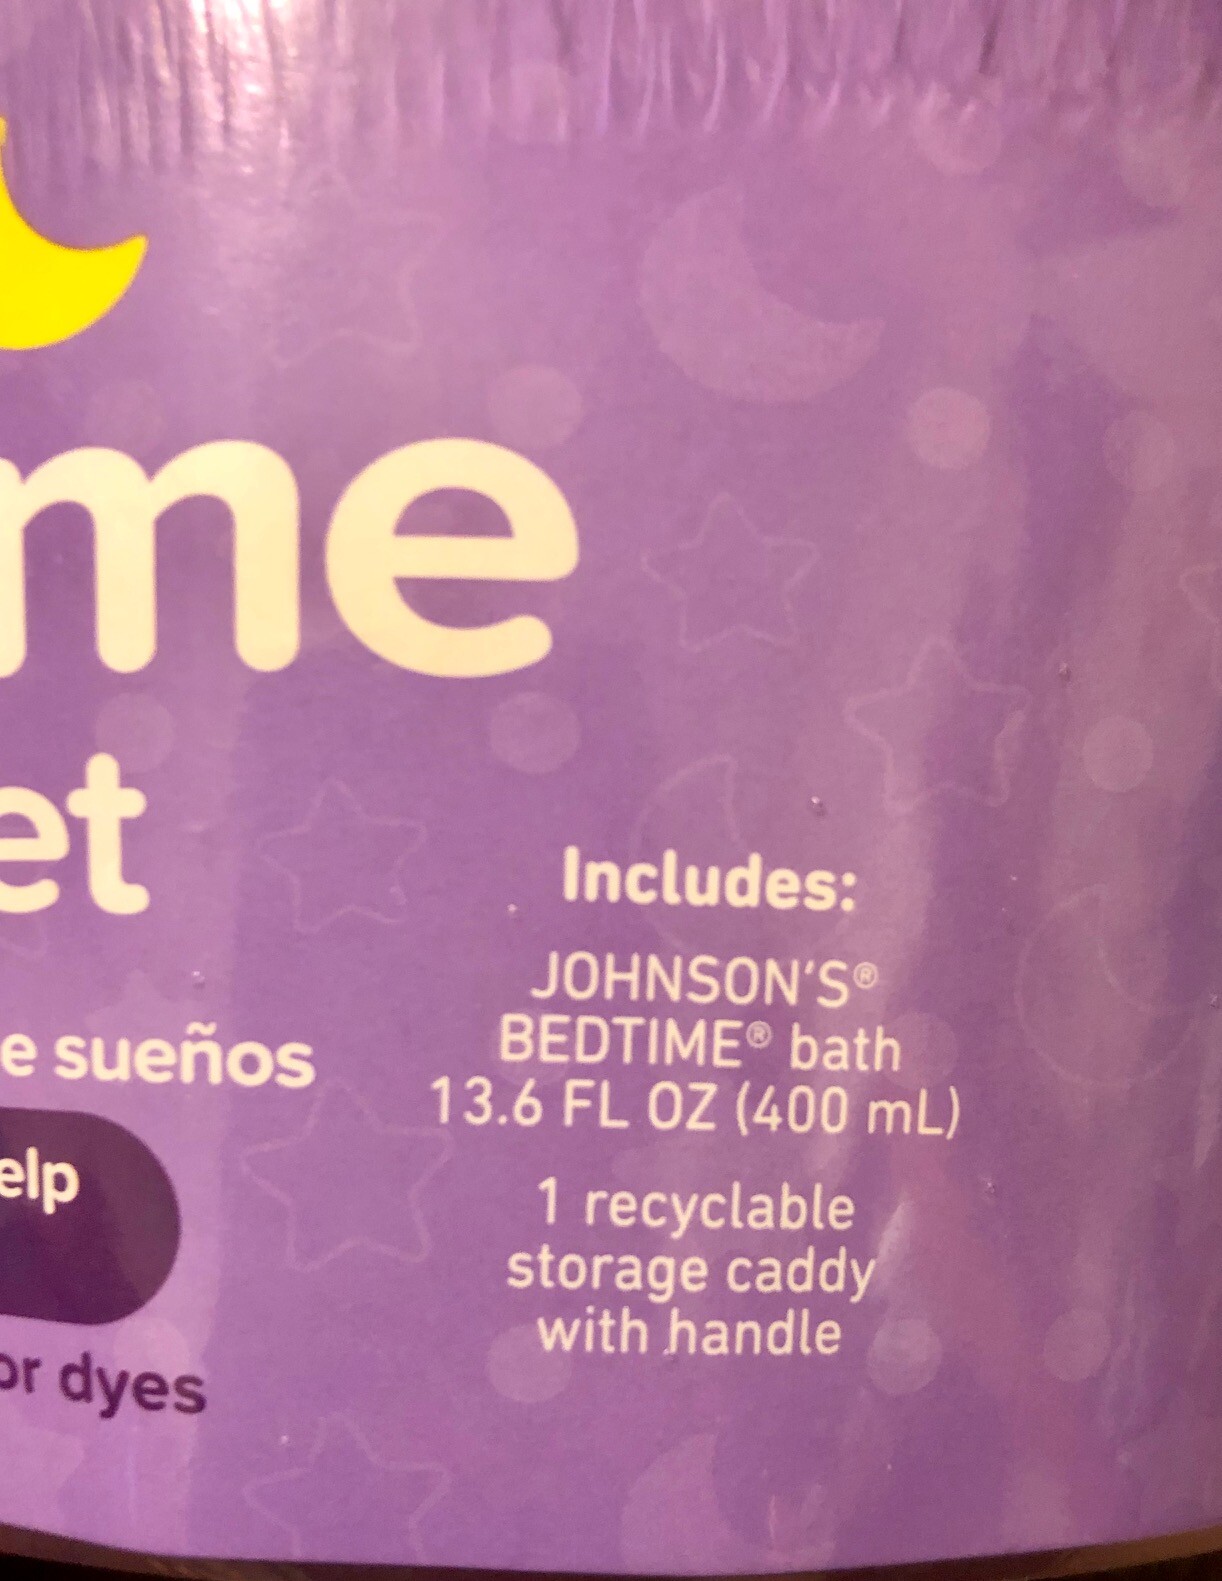 me
et
e sueños
elp
or dyes
Includes:
JOHNSON'S®
BEDTIME® bath
13.6 FL OZ (400 mL)
1 recyclable
storage caddy
with handle